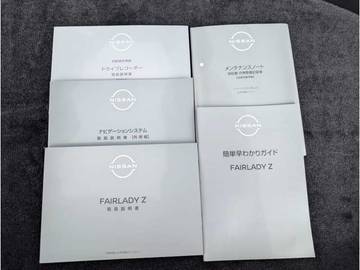 NISSAN
ドライブレコーダー
取扱説明書
NISSAN
ナビゲーションシステム
取扱説明書【外観編】
NISSAN
FAIRLADY Z
取扱説明書
NISSAN
メンテナンスノート
NISSAN
簡単早わかりガイド
FAIRLADY Z